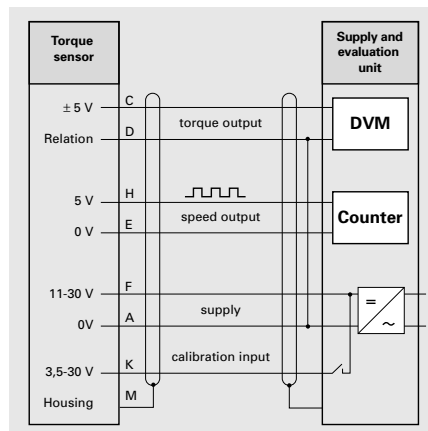 Torque
sensor
Supply and
evaluation
unit
± 5 V
C
torque output
DVM
Relation
D
5 V
H
speed output
Counter
0 V
E
11-30 V
F
=
supply
~
0V
A
calibration input
3,5-30 V
K
Housing
M